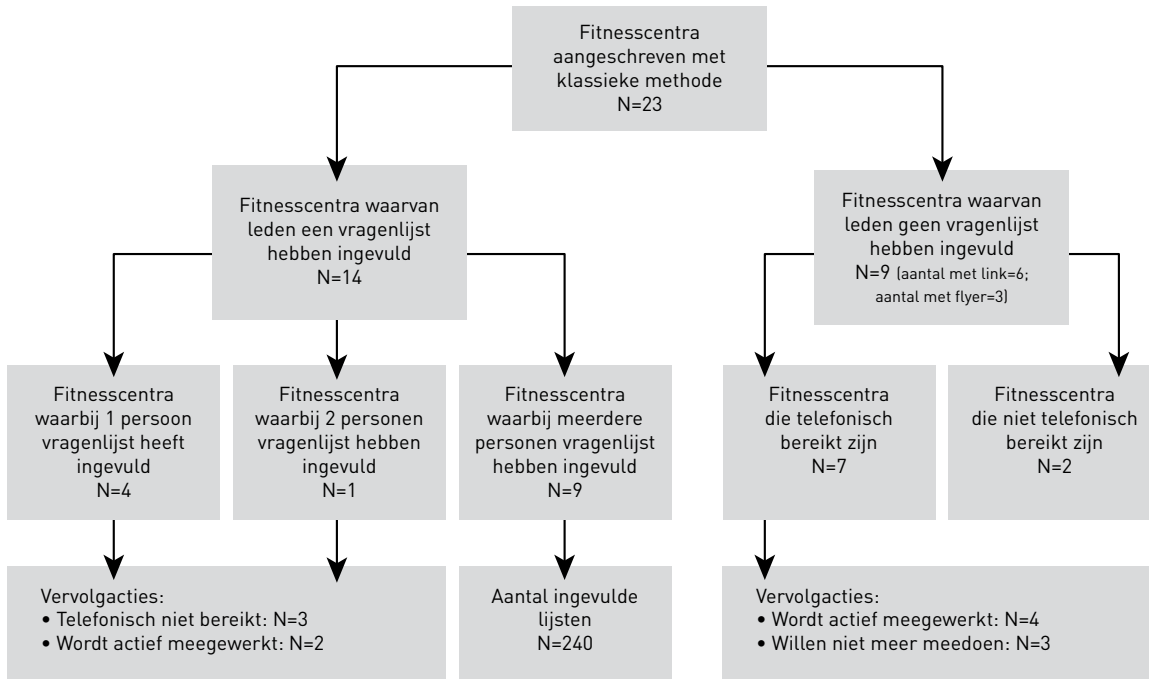 Fitnesscentra
aangeschreven met
klassieke methode
N=23
Fitnesscentra waarvan
leden een vragenlijst
hebben ingevuld
N=14
Fitnesscentra waarvan
leden geen vragenlijst
hebben ingevuld
N=9 (aantal met link=6;
aantal met flyer=3)
Fitnesscentra
waarbij 1 persoon
vragenlijst heeft
ingevuld
N=4
Fitnesscentra
waarbij 2 personen
vragenlijst hebben
ingevuld
N=1
Fitnesscentra
waarbij meerdere
personen vragenlijst
hebben ingevuld
N=9
Fitnesscentra
die telefonisch
bereikt zijn
N=7
Fitnesscentra
die niet telefonisch
bereikt zijn
N=2
Vervolgacties:
• Telefonisch niet bereikt: N=3
• Wordt actief meegewerkt: N=2
Aantal ingevulde
lijsten
N=240
Vervolgacties:
• Wordt actief meegewerkt: N=4
• Willen niet meer meedoen: N=3